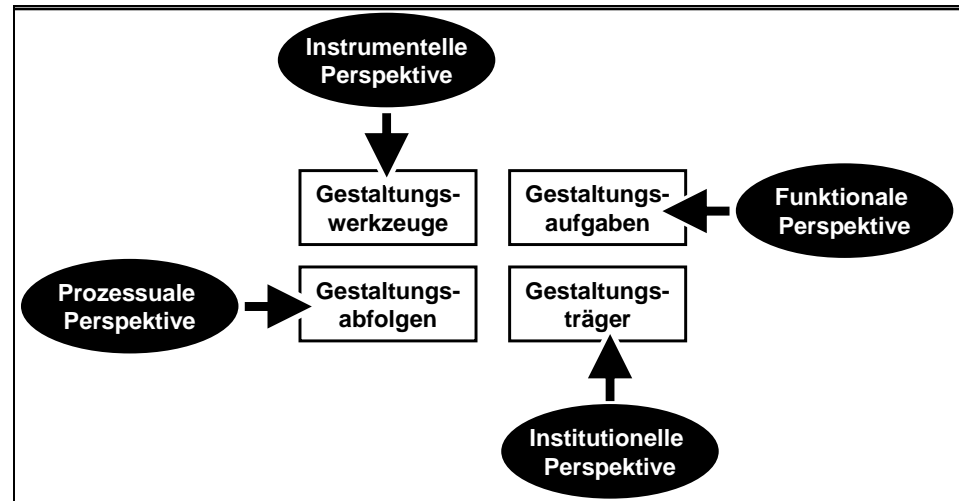 Instrumentelle
Perspektive
Gestaltungs-
werkzeuge
Gestaltungs-
aufgaben
Funktionale
Perspektive
Prozessuale
Perspektive
Gestaltungs-
abfolgen
Gestaltungs-
träger
Institutionelle
Perspektive